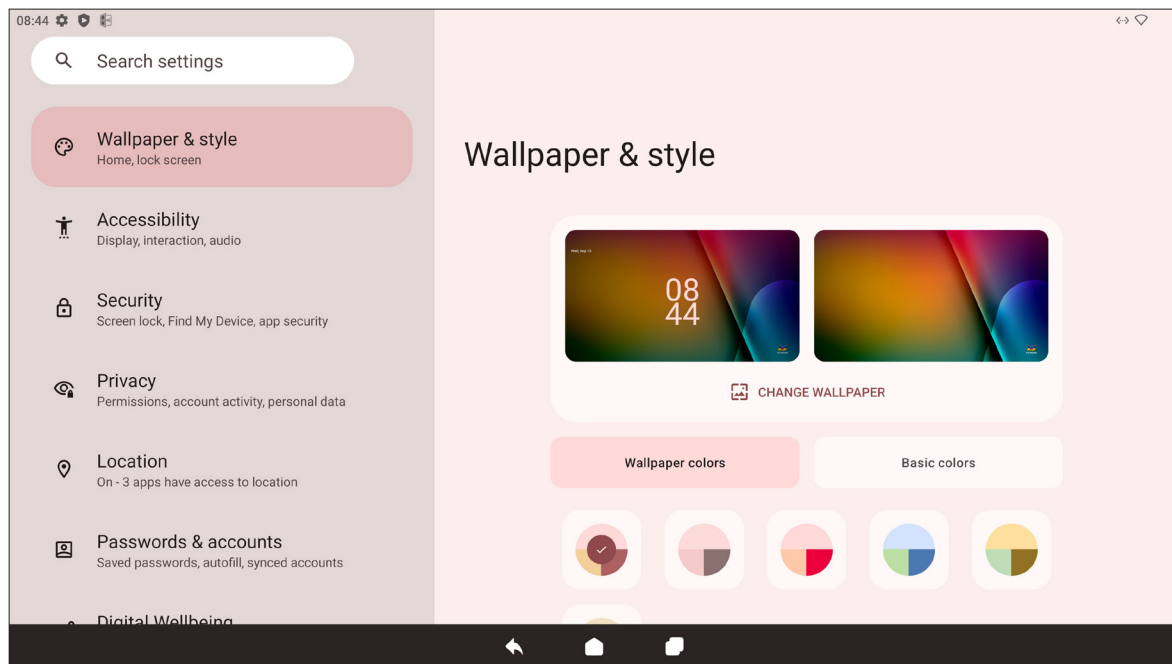 08:44
Search settings
Wallpaper & style
Home, lock screen
Accessibility
Display, interaction, audio
Security
Screen lock, Find My Device, app security
Privacy
Permissions, account activity, personal data
Location
On - 3 apps have access to location
Passwords & accounts
Saved passwords, autofill, synced accounts
Digital Wellbeing
Wallpaper & style
08
44
CHANGE WALLPAPER
Wallpaper colors
Basic colors